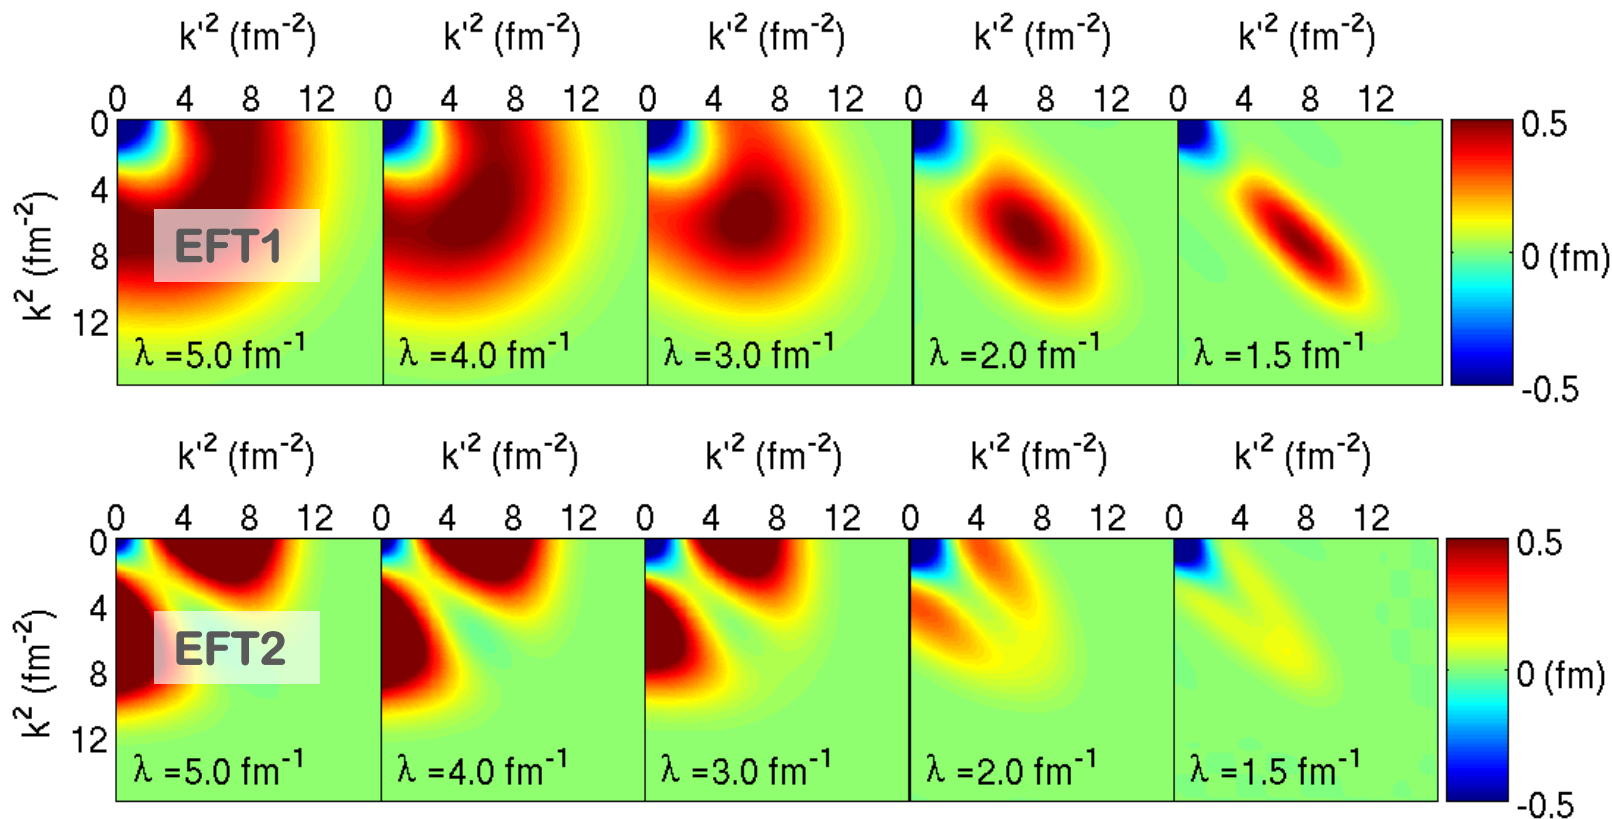 k'² (fm⁻²) k'² (fm⁻²) k'² (fm⁻²) k'² (fm⁻²) k'² (fm⁻²)
0 4 8 12 0 4 8 12 0 4 8 12 0 4 8 12 0 4 8 12
k² (fm⁻²)
0
4
8
12
EFT1
λ =5.0 fm⁻¹ λ =4.0 fm⁻¹ λ =3.0 fm⁻¹ λ =2.0 fm⁻¹ λ =1.5 fm⁻¹
0.5
0 (fm)
-0.5
k'² (fm⁻²) k'² (fm⁻²) k'² (fm⁻²) k'² (fm⁻²) k'² (fm⁻²)
0 4 8 12 0 4 8 12 0 4 8 12 0 4 8 12 0 4 8 12
k² (fm⁻²)
0
4
8
12
EFT2
λ =5.0 fm⁻¹ λ =4.0 fm⁻¹ λ =3.0 fm⁻¹ λ =2.0 fm⁻¹ λ =1.5 fm⁻¹
0.5
0 (fm)
-0.5